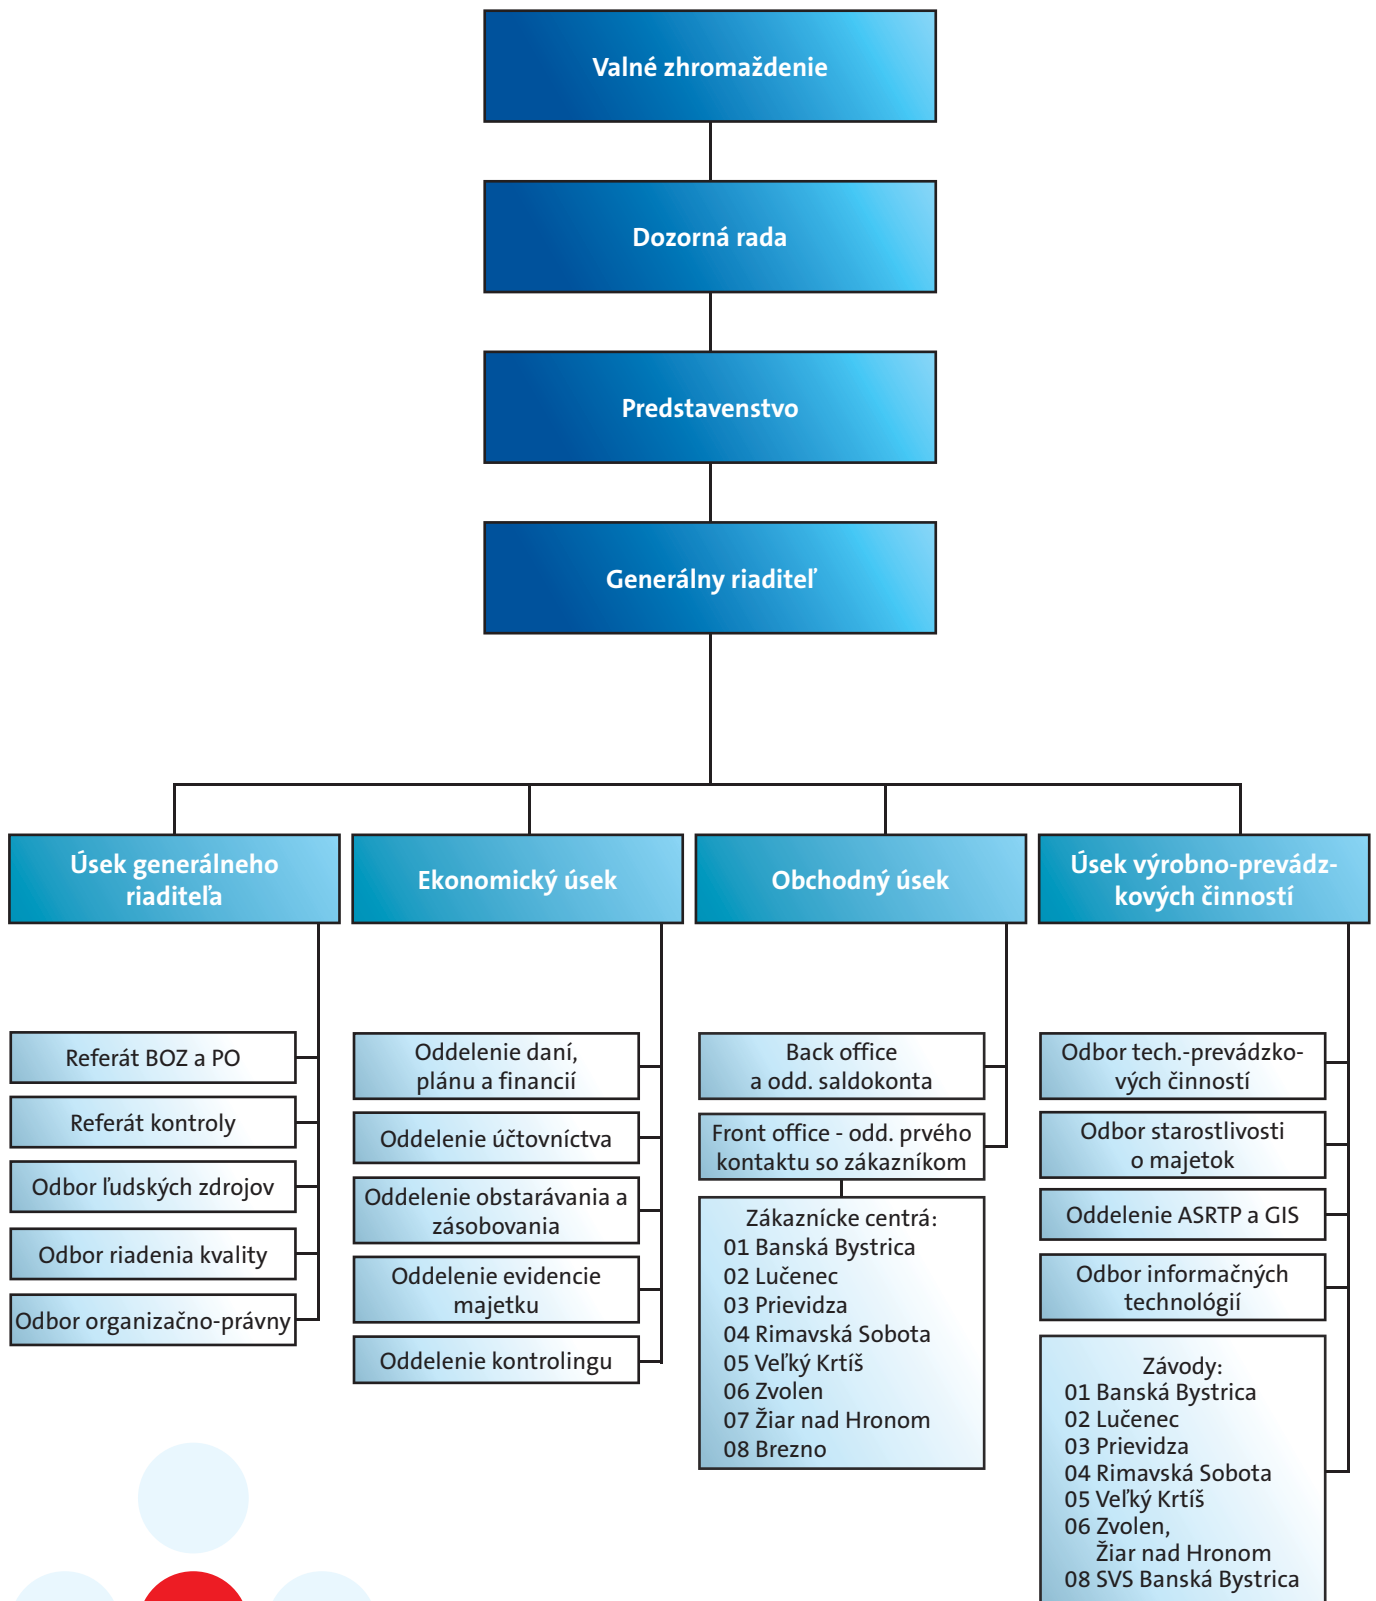 Valné zhromaždenie
Dozorná rada
Predstavenstvo
Generálny riaditeľ
Úsek generálneho
riaditeľa
Ekonomický úsek
Obchodný úsek
Úsek výrobno-prevádz-
kových činností
Referát BOZ a PO
Referát kontroly
Odbor ľudských zdrojov
Odbor riadenia kvality
Odbor organizačno-právny
Oddelenie daní,
plánu a financií
Oddelenie účtovníctva
Oddelenie obstarávania a
zásobovania
Oddelenie evidencie
majetku
Oddelenie kontrolingu
Back office
a odd. saldokonta
Front office - odd. prvého
kontaktu so zákazníkom
Zákaznícke centrá:
01 Banská Bystrica
02 Lučenec
03 Prievidza
04 Rimavská Sobota
05 Veľký Krtíš
06 Zvolen
07 Žiar nad Hronom
08 Brezno
Odbor tech.-prevádzko-
vých činností
Odbor starostlivosti
o majetok
Oddelenie ASRTP a GIS
Odbor informačných
technológií
Závody:
01 Banská Bystrica
02 Lučenec
03 Prievidza
04 Rimavská Sobota
05 Veľký Krtíš
06 Zvolen,
Žiar nad Hronom
08 SVS Banská Bystrica